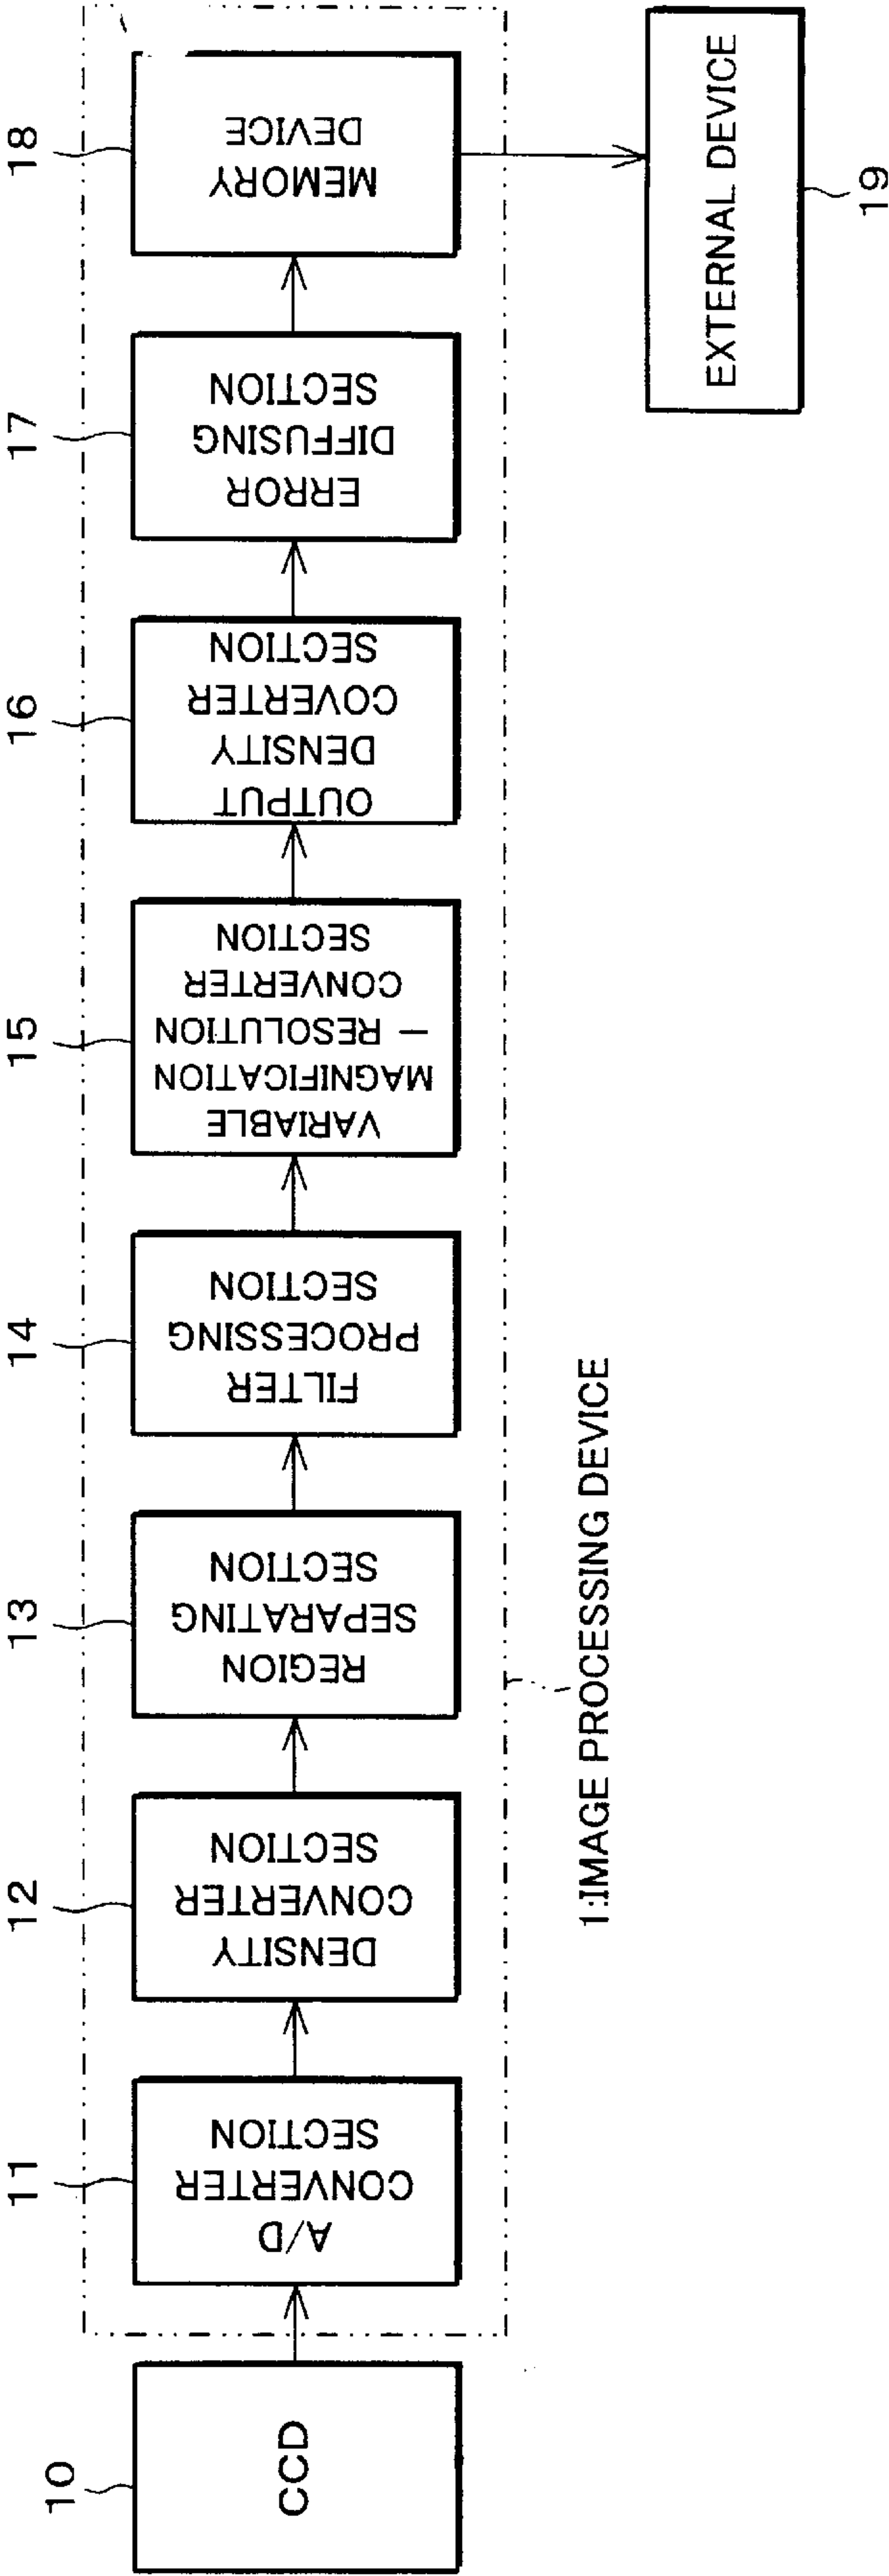 10
CCD
11
A/D
CONVERTER
SECTION
12
DENSITY
CONVERTER
SECTION
13
REGION
SEPARATING
SECTION
14
FILTER
PROCESSING
SECTION
15
VARIABLE
MAGNIFICATION
— RESOLUTION
CONVERTER
SECTION
16
OUTPUT
DENSITY
COVERTER
SECTION
17
ERROR
DIFFUSING
SECTION
18
MEMORY
DEVICE
1:IMAGE PROCESSING DEVICE
EXTERNAL DEVICE
19